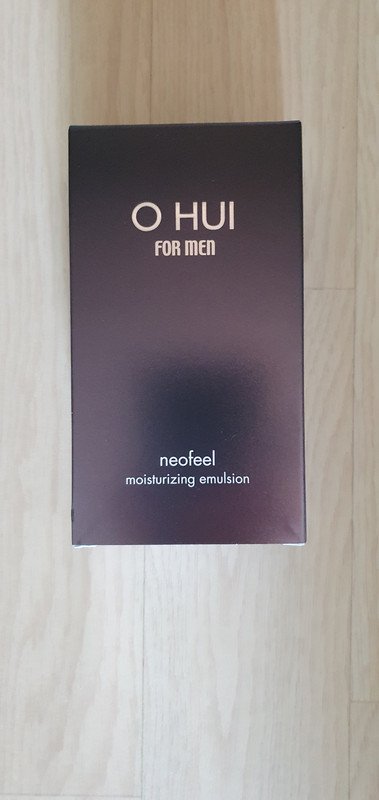 O HUI
FOR MEN
neofeel
moisturizing emulsion